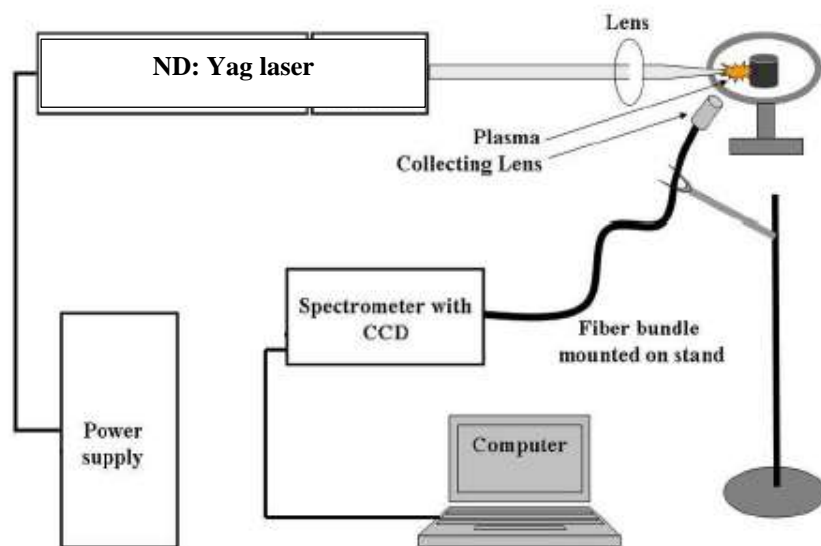 ND: Yag laser
Lens
Plasma
Collecting Lens
Spectrometer with
CCD
Fiber bundle
mounted on stand
Power
supply
Computer